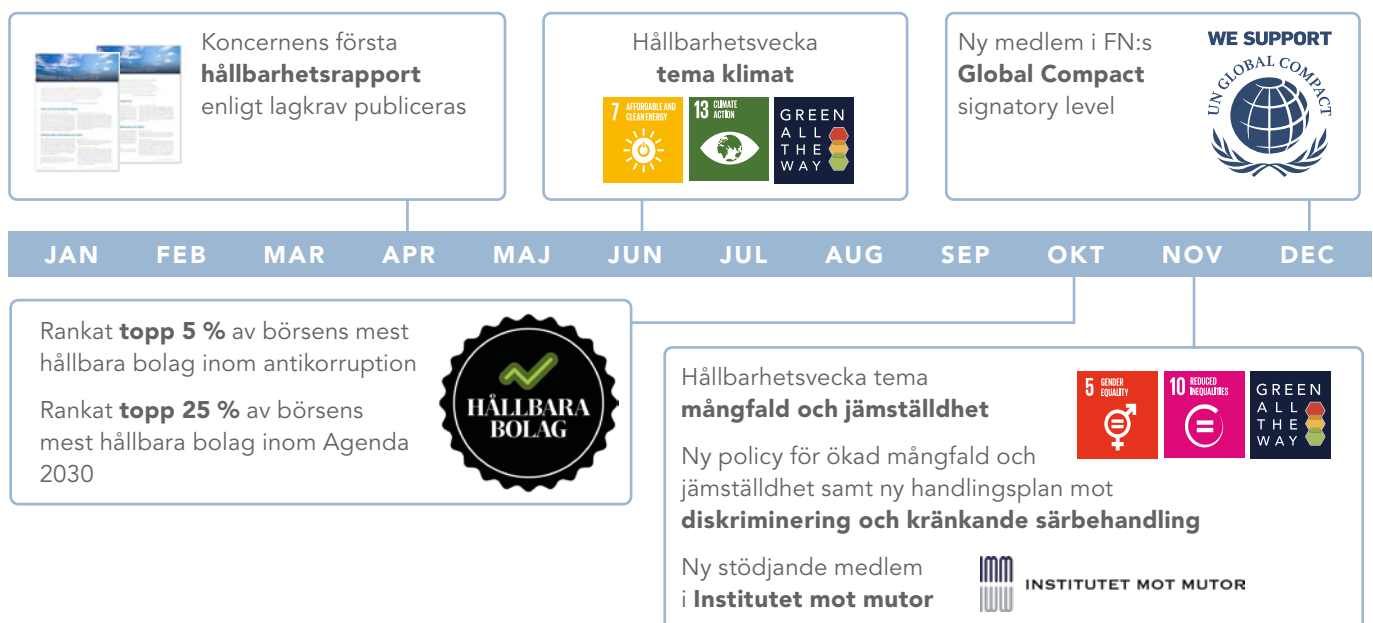 Koncernens första
hållbarhetsrapport
enligt lagkrav publiceras
Hållbarhetsvecka
tema klimat
7 AFFORDABLE AND
CLEAN ENERGY
13 CLIMATE
ACTION
GREEN
ALL
THE
WAY
Ny medlem i FN:s
Global Compact
signatory level
WE SUPPORT
UN GLOBAL COMPACT
JAN FEB MAR APR MAJ JUN JUL AUG SEP OKT NOV DEC
Rankat topp 5 % av börsens mest
hållbara bolag inom antikorruption
Rankat topp 25 % av börsens
mest hållbara bolag inom Agenda
2030
HÅLLBARA
BOLAG
Hållbarhetsvecka tema
mångfald och jämställdhet
5 GENDER
EQUALITY
10 REDUCED
INEQUALITIES
GREEN
ALL
THE
WAY
Ny policy för ökad mångfald och
jämställdhet samt ny handlingsplan mot
diskriminering och kränkande särbehandling
Ny stödjande medlem
i Institutet mot mutor
IMM
INSTITUTET MOT MUTOR